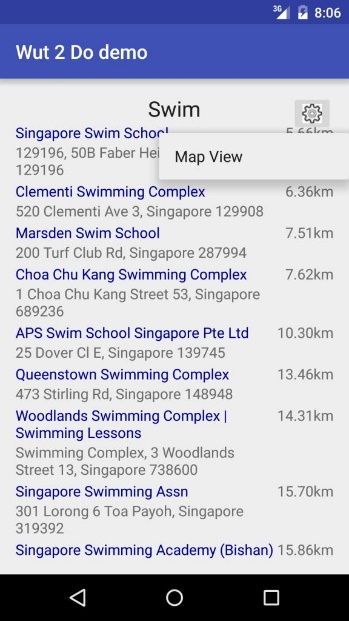 3G 8:06
Wut 2 Do demo
Swim
Singapore Swim School 5.66km
129196, 50B Faber Hei
129196
Map View
Clementi Swimming Complex 6.36km
520 Clementi Ave 3, Singapore 129908
Marsden Swim School 7.51km
200 Turf Club Rd, Singapore 287994
Choa Chu Kang Swimming Complex 7.62km
1 Choa Chu Kang Street 53, Singapore
689236
APS Swim School Singapore Pte Ltd 10.30km
25 Dover Cl E, Singapore 139745
Queenstown Swimming Complex 13.46km
473 Stirling Rd, Singapore 148948
Woodlands Swimming Complex | 14.31km
Swimming Lessons
Swimming Complex, 3 Woodlands
Street 13, Singapore 738600
Singapore Swimming Assn 15.70km
301 Lorong 6 Toa Payoh, Singapore
319392
Singapore Swimming Academy (Bishan) 15.86km